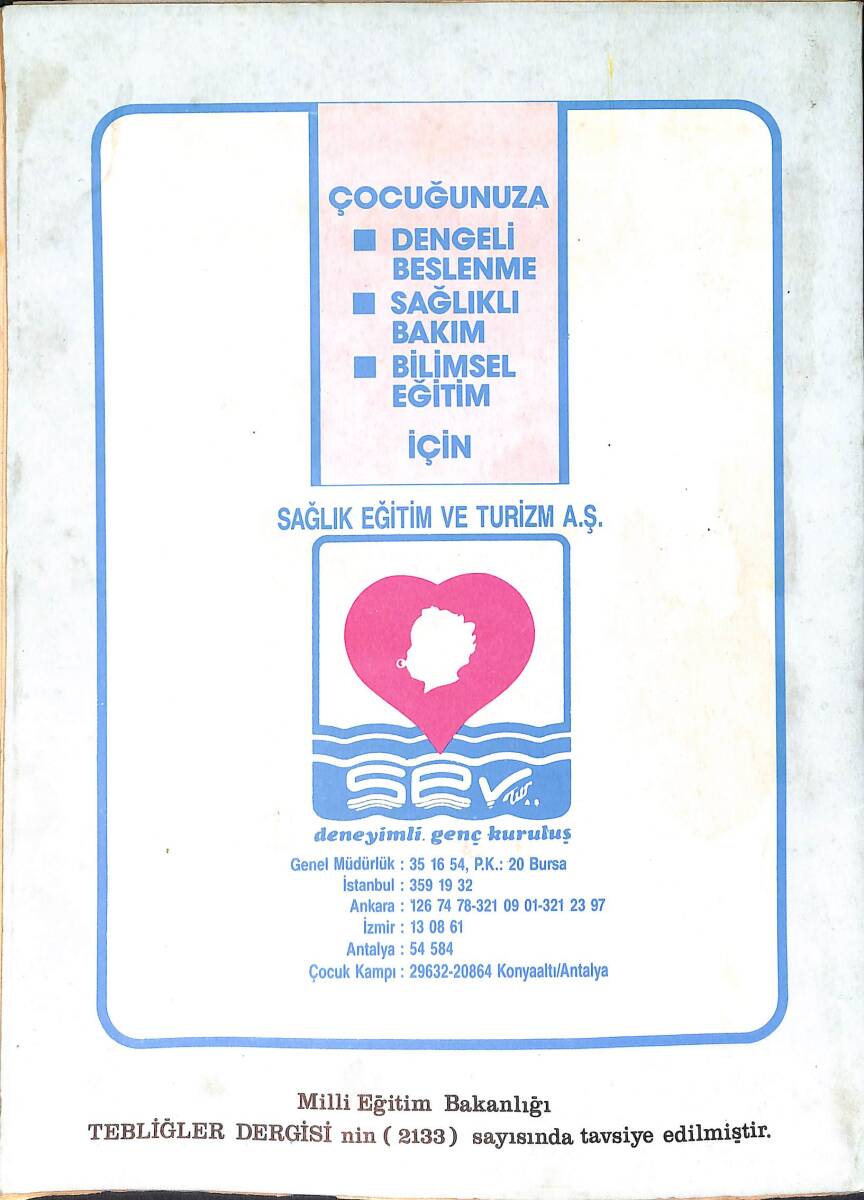 ÇOCUĞUNUZA
■ DENGELİ
BESLENME
■ SAĞLIKLI
BAKIM
■ BİLİMSEL
EĞİTİM
İÇİN
SAĞLIK EĞİTİM VE TURİZM A.Ş.
sev tur A.Ş
deneyimli. genç kuruluş
Genel Müdürlük : 35 16 54, P.K.: 20 Bursa
İstanbul : 359 19 32
Ankara : 126 74 78-321 09 01-321 23 97
İzmir : 13 08 61
Antalya : 54 584
Çocuk Kampı : 29632-20864 Konyaaltı/Antalya
Milli Eğitim Bakanlığı
TEBLİĞLER DERGİSİ nin ( 2133 ) sayısında tavsiye edilmiştir.